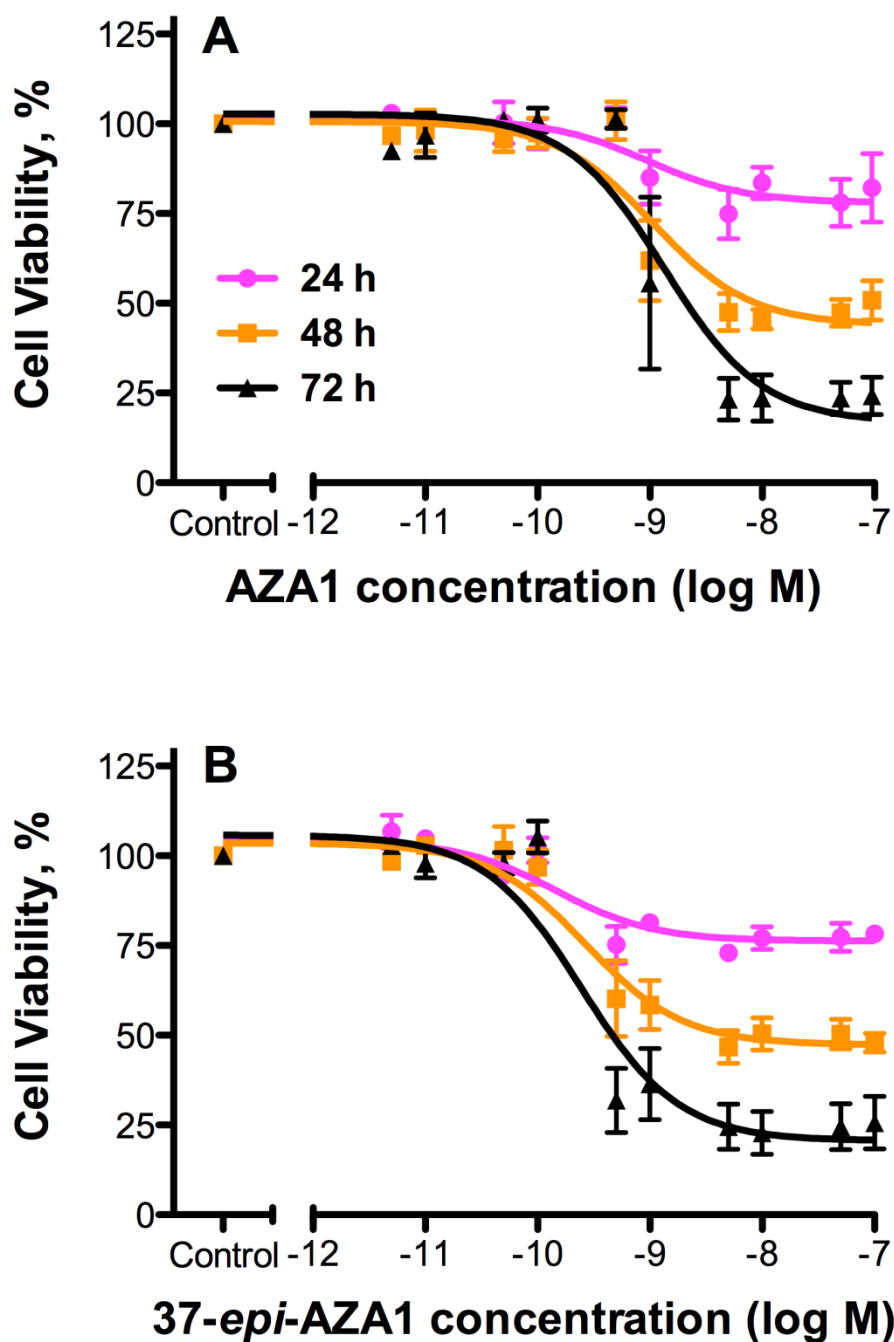 A
Cell Viability, %
125
100
75
50
25
0
24 h
48 h
72 h
Control -12 -11 -10 -9 -8 -7
AZA1 concentration (log M)
B
Cell Viability, %
125
100
75
50
25
0
Control -12 -11 -10 -9 -8 -7
37-epi-AZA1 concentration (log M)